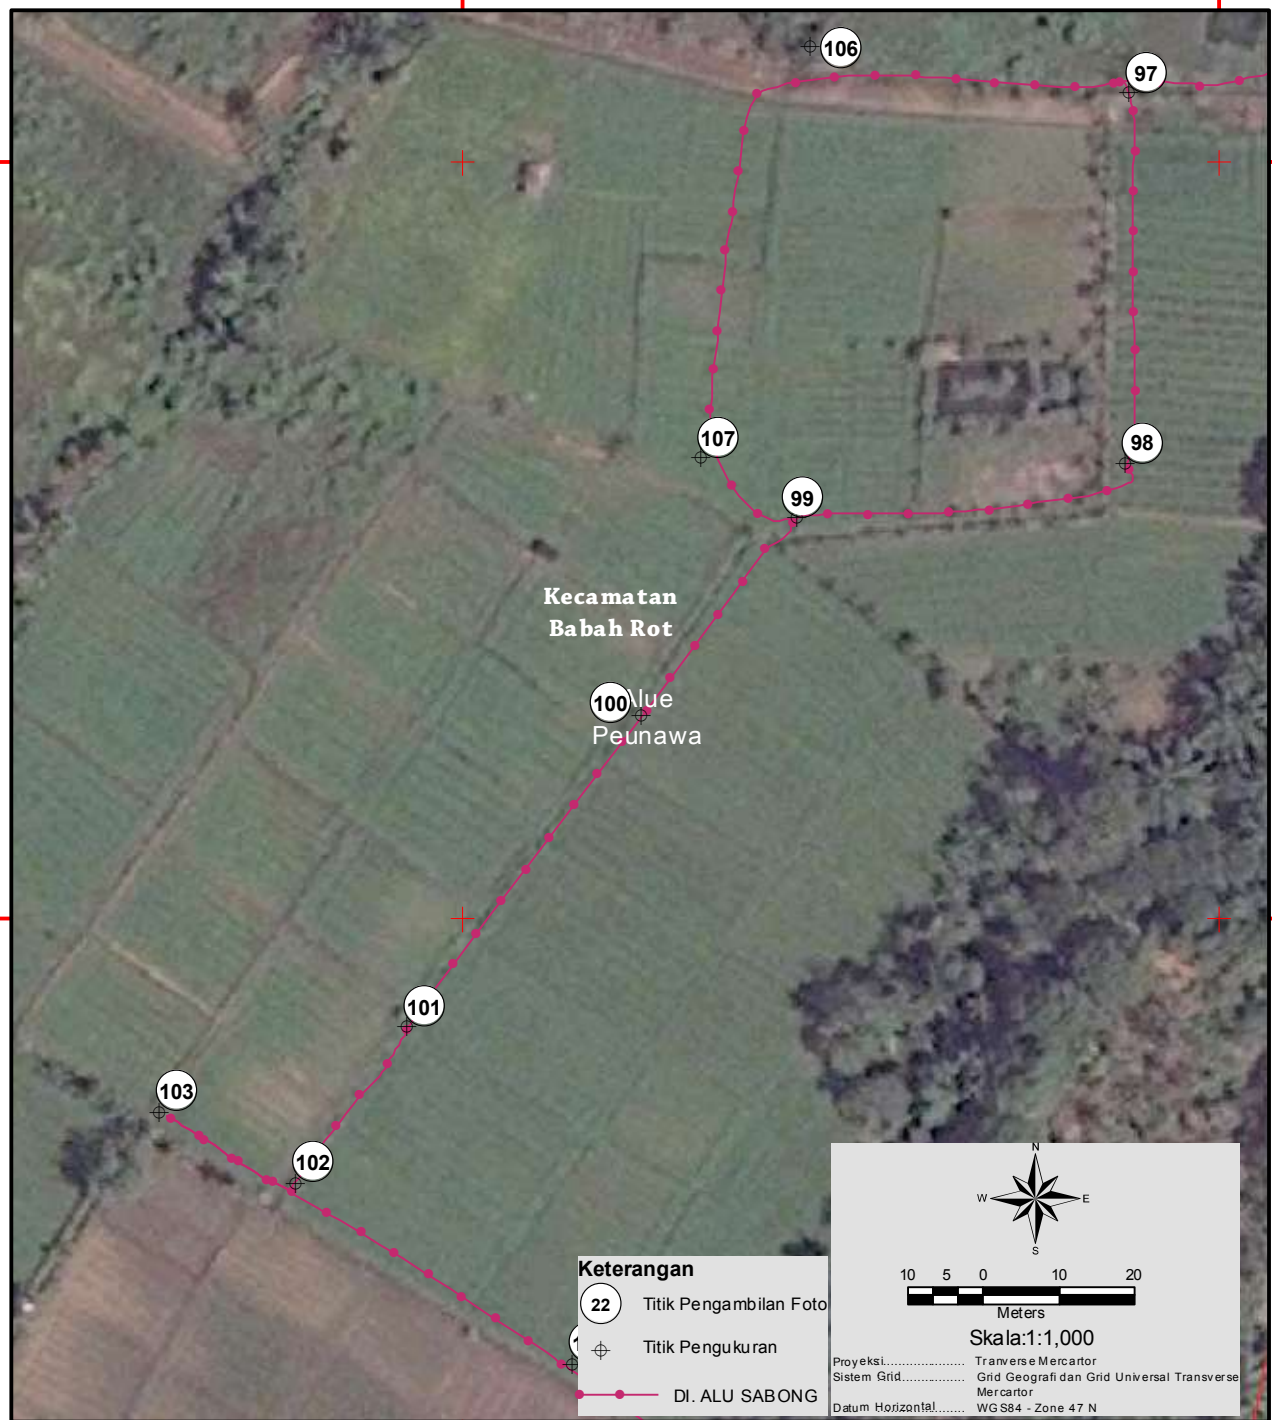 106
97
107
98
99
Kecamatan
Babah Rot
100
Peunawa
101
103
102
N
W E
S
10 5 0 10 20
Meters
Skala:1:1,000
Keterangan
22 Titik Pengambilan Foto
Titik Pengukuran
DI. ALU SABONG
Proyeksi..................... Tranverse Mercartor
Sistem Grid................. Grid Geografi dan Grid Universal Transverse
Mercartor
Datum Horizontal......... WGS84 - Zone 47 N